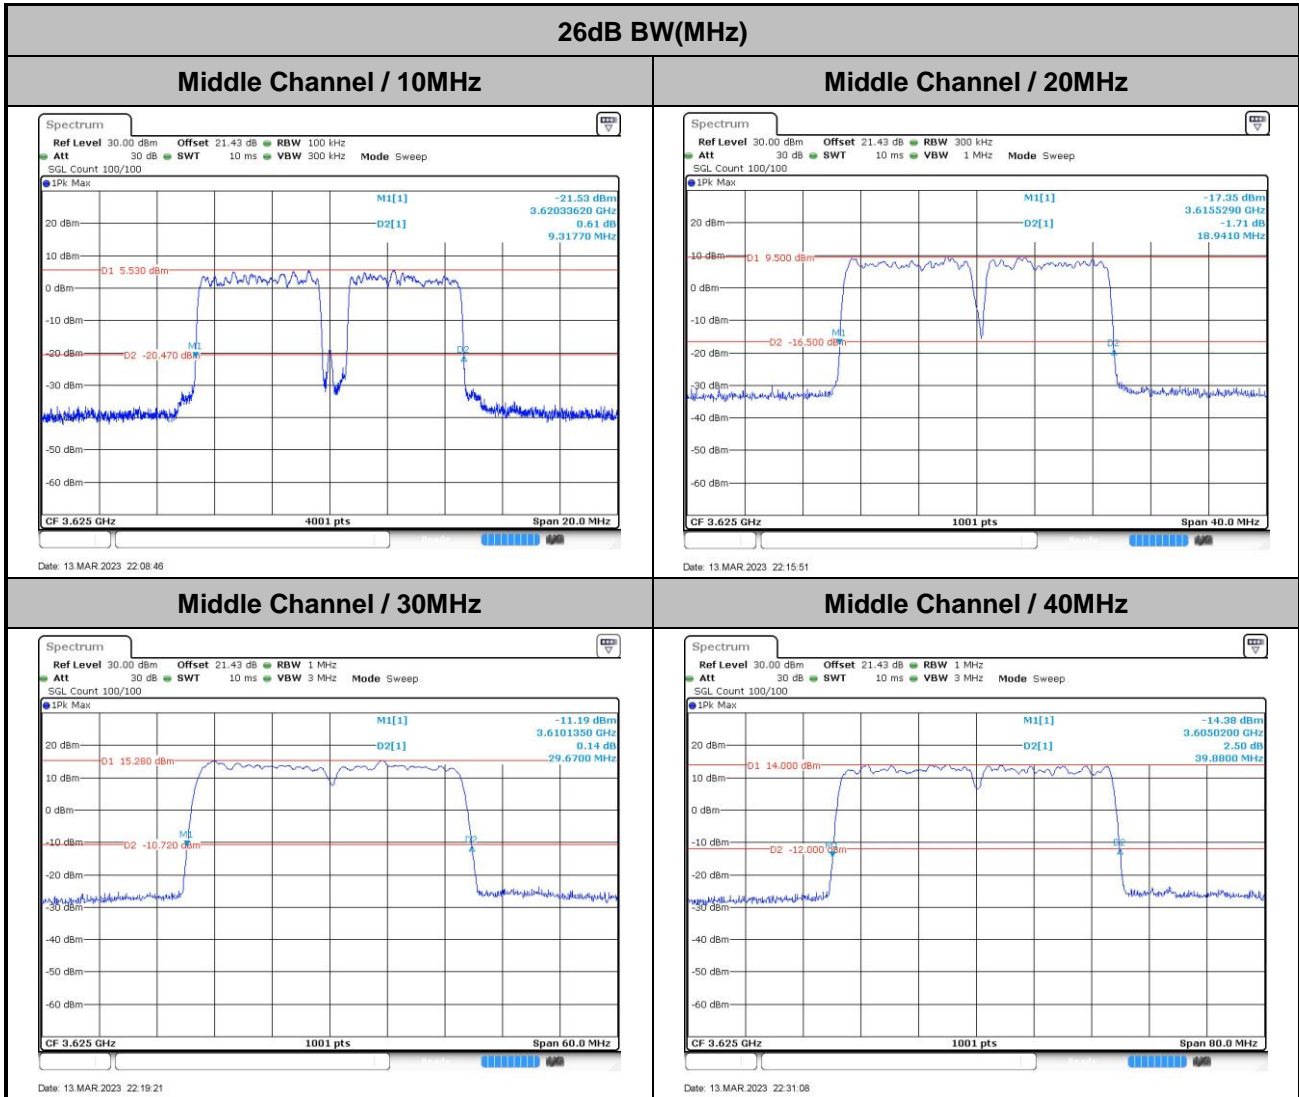 26dB BW(MHz)
Middle Channel / 10MHz
Spectrum
Ref Level 30.00 dBm Offset 21.43 dB RBW 100 kHz
Att 30 dB SWT 10 ms VBW 300 kHz Mode Sweep
SGL Count 100/100
1Pk Max
M1[1] -21.53 dBm
3.62033620 GHz
D2[1] 0.61 dB
9.31770 MHz
20 dBm
10 dBm
D1 5.530 dBm
0 dBm
-10 dBm
M1
D2
-20 dBm
D2 -20.470 dBm
-30 dBm
-40 dBm
-50 dBm
-60 dBm
CF 3.625 GHz 4001 pts Span 20.0 MHz
Date: 13.MAR.2023 22:08:46
Middle Channel / 20MHz
Spectrum
Ref Level 30.00 dBm Offset 21.43 dB RBW 300 kHz
Att 30 dB SWT 10 ms VBW 1 MHz Mode Sweep
SGL Count 100/100
1Pk Max
M1[1] -17.35 dBm
3.6155290 GHz
D2[1] -1.71 dB
18.9410 MHz
20 dBm
10 dBm
D1 9.500 dBm
0 dBm
-10 dBm
M1
D2 -16.500 dBm
D2
-20 dBm
-30 dBm
-40 dBm
-50 dBm
-60 dBm
CF 3.625 GHz 1001 pts Span 40.0 MHz
Date: 13.MAR.2023 22:15:51
Middle Channel / 30MHz
Spectrum
Ref Level 30.00 dBm Offset 21.43 dB RBW 1 MHz
Att 30 dB SWT 10 ms VBW 3 MHz Mode Sweep
SGL Count 100/100
1Pk Max
M1[1] -11.19 dBm
3.6101350 GHz
D2[1] 0.14 dB
29.6700 MHz
20 dBm
D1 15.280 dBm
10 dBm
0 dBm
M1
D2
-10 dBm
D2 -10.720 dBm
-20 dBm
-30 dBm
-40 dBm
-50 dBm
-60 dBm
CF 3.625 GHz 1001 pts Span 60.0 MHz
Date: 13.MAR.2023 22:19:21
Middle Channel / 40MHz
Spectrum
Ref Level 30.00 dBm Offset 21.43 dB RBW 1 MHz
Att 30 dB SWT 10 ms VBW 3 MHz Mode Sweep
SGL Count 100/100
1Pk Max
M1[1] -14.38 dBm
3.6050200 GHz
D2[1] 2.50 dB
39.8800 MHz
20 dBm
D1 14.000 dBm
10 dBm
0 dBm
-10 dBm
D2
D2 -12.000 dBm
M1
-20 dBm
-30 dBm
-40 dBm
-50 dBm
-60 dBm
CF 3.625 GHz 1001 pts Span 80.0 MHz
Date: 13.MAR.2023 22:31:08